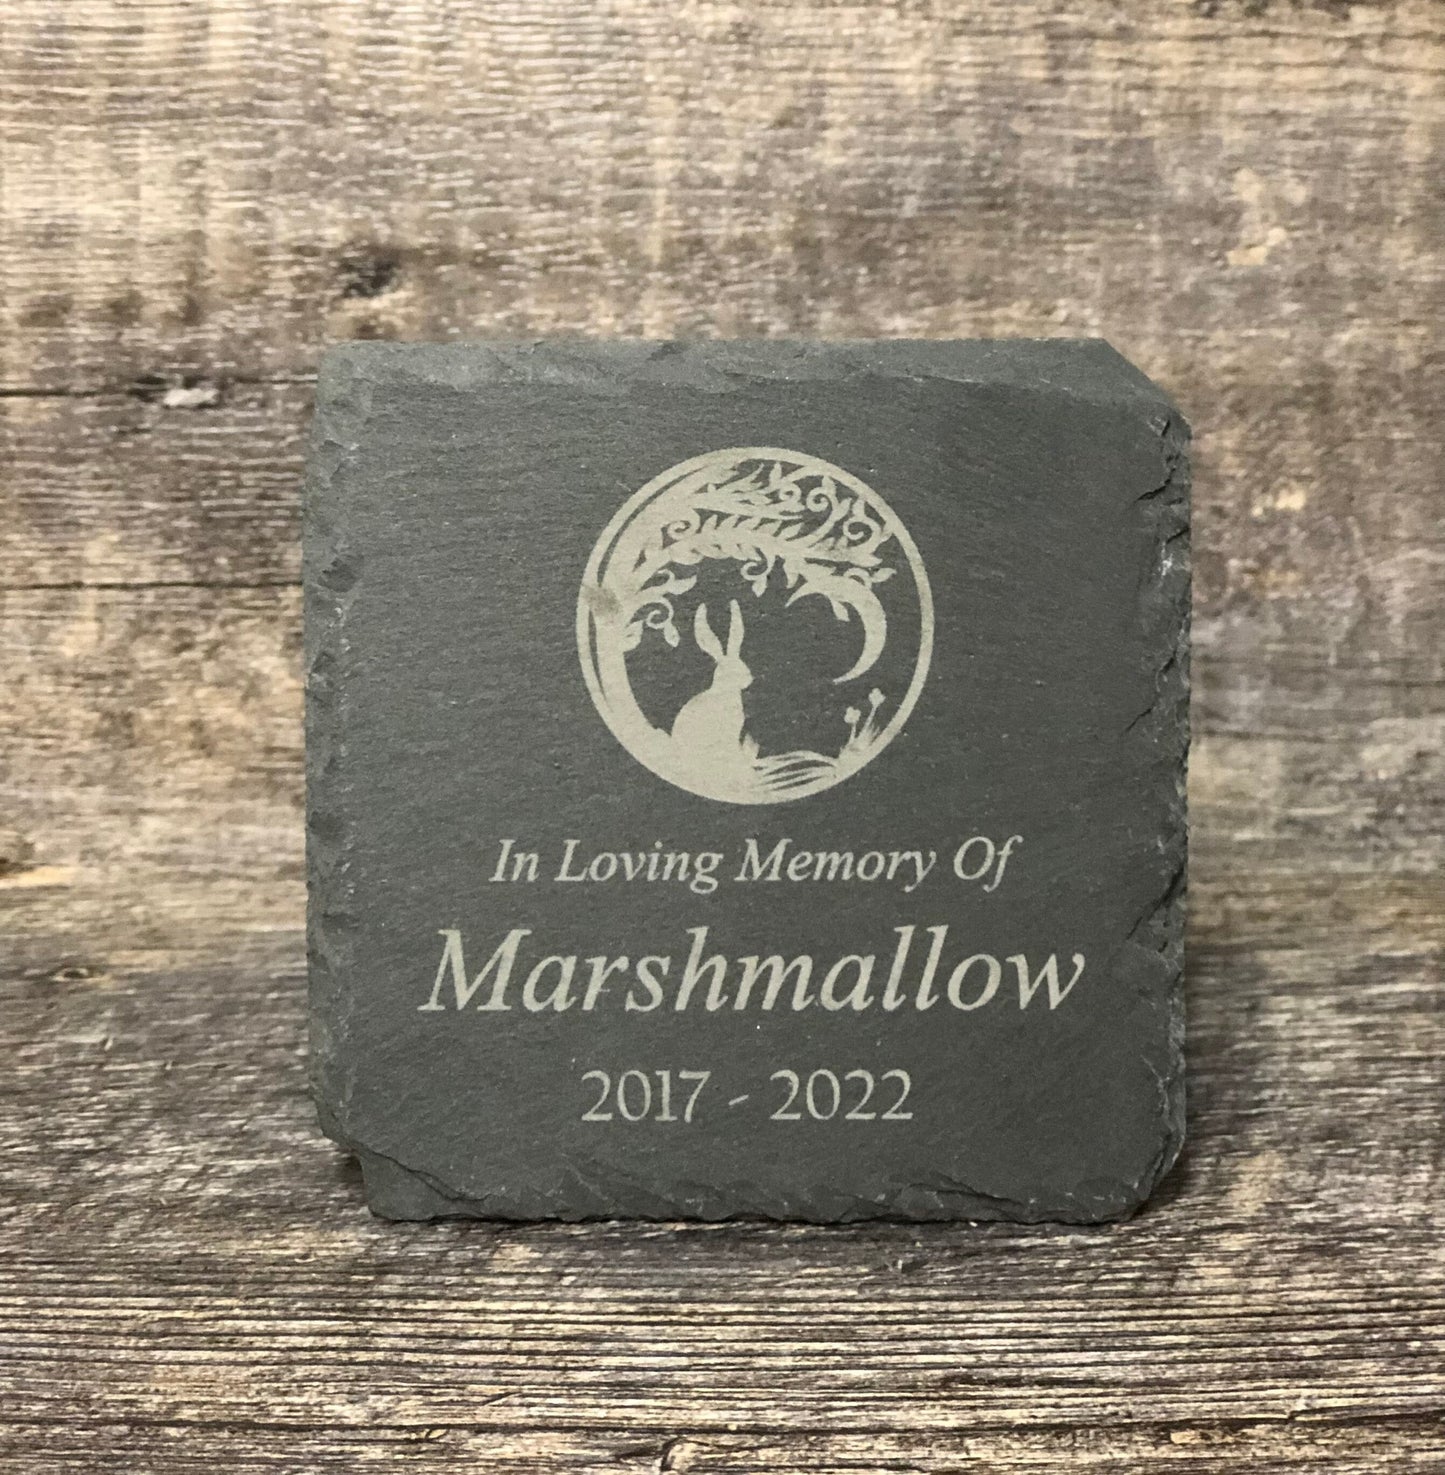 In Loving Memory Of
Marshmallow
2017 - 2022